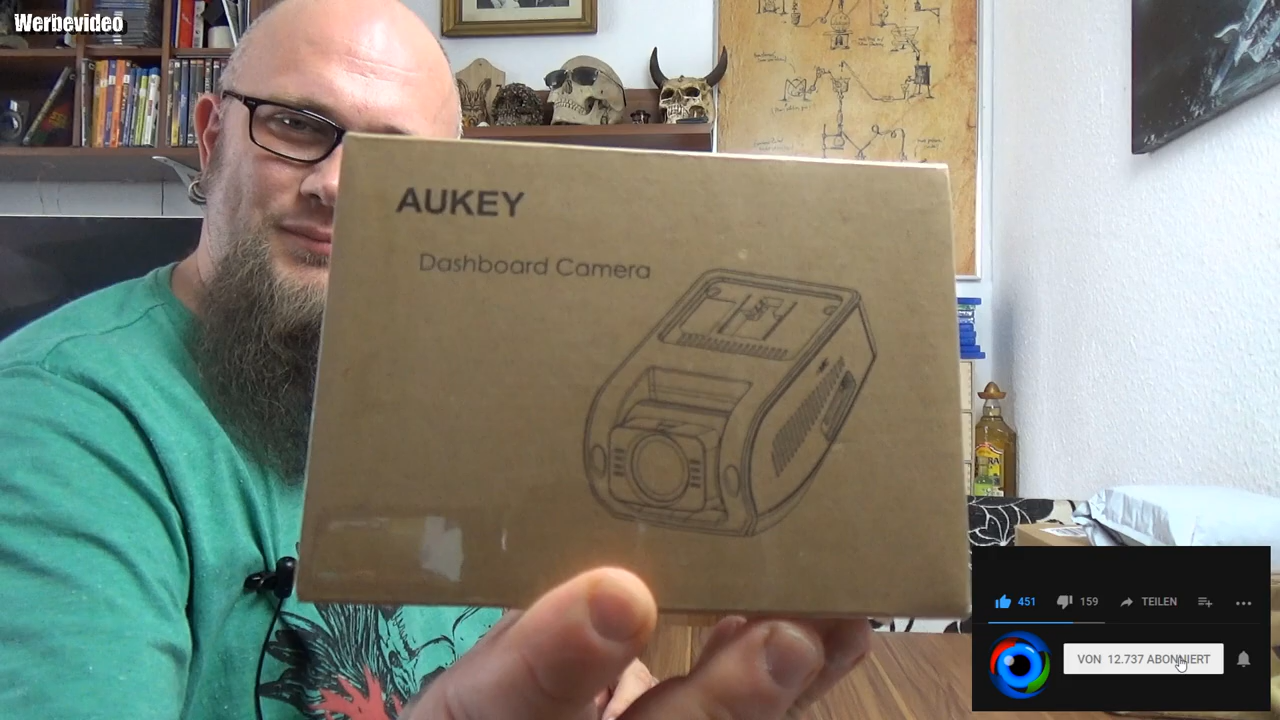 Werbevideo
AUKEY
Dashboard Camera
451 159 TEILEN
VON 12.737 ABONNIERT